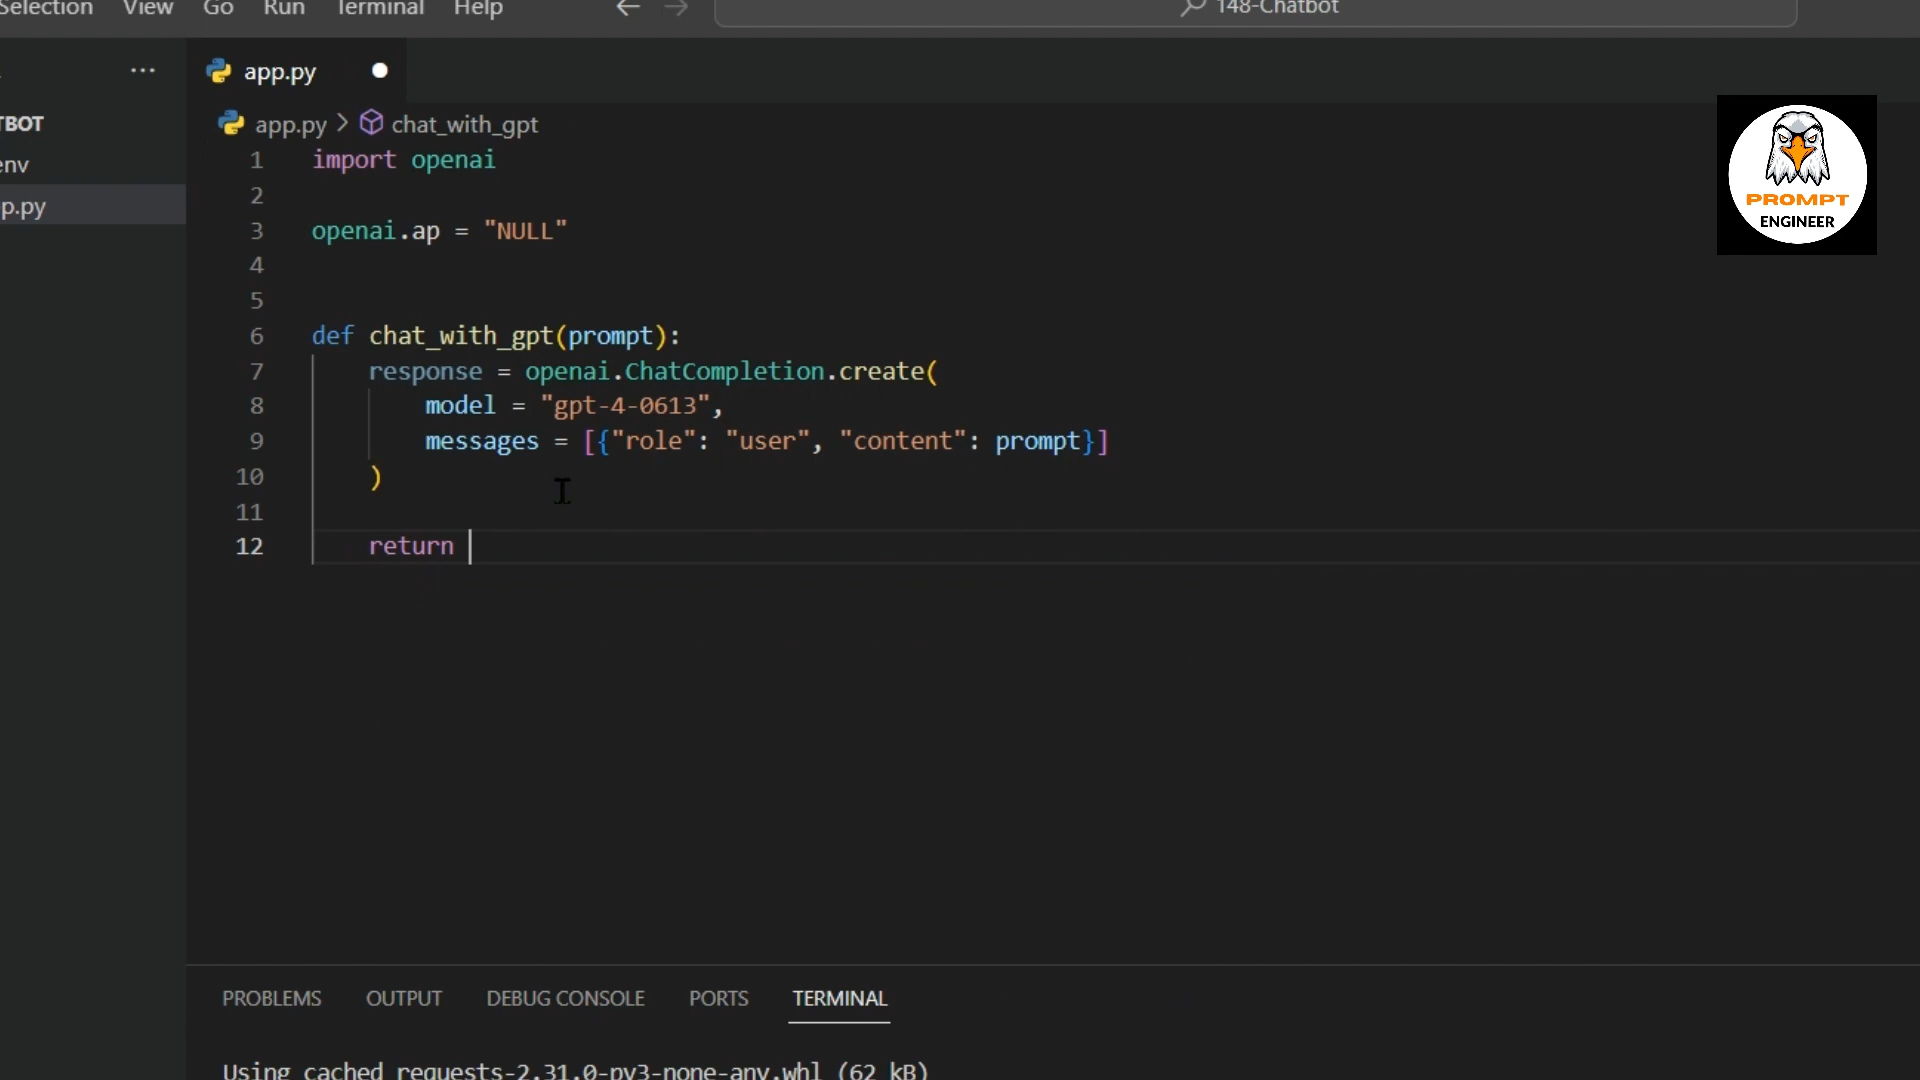 Selection View Go Run Terminal Help 148-Chatbot
app.py
TBOT
app.py > chat_with_gpt
env
p.py
1 import openai
2
3 openai.ap = "NULL"
4
5
6 def chat_with_gpt(prompt):
7 response = openai.ChatCompletion.create(
8 model = "gpt-4-0613",
9 messages = [{"role": "user", "content": prompt}]
10 )
11
12 return
PROMPT
ENGINEER
PROBLEMS OUTPUT DEBUG CONSOLE PORTS TERMINAL
Using cached requests-2.31.0-py3-none-any.whl (62 kB)